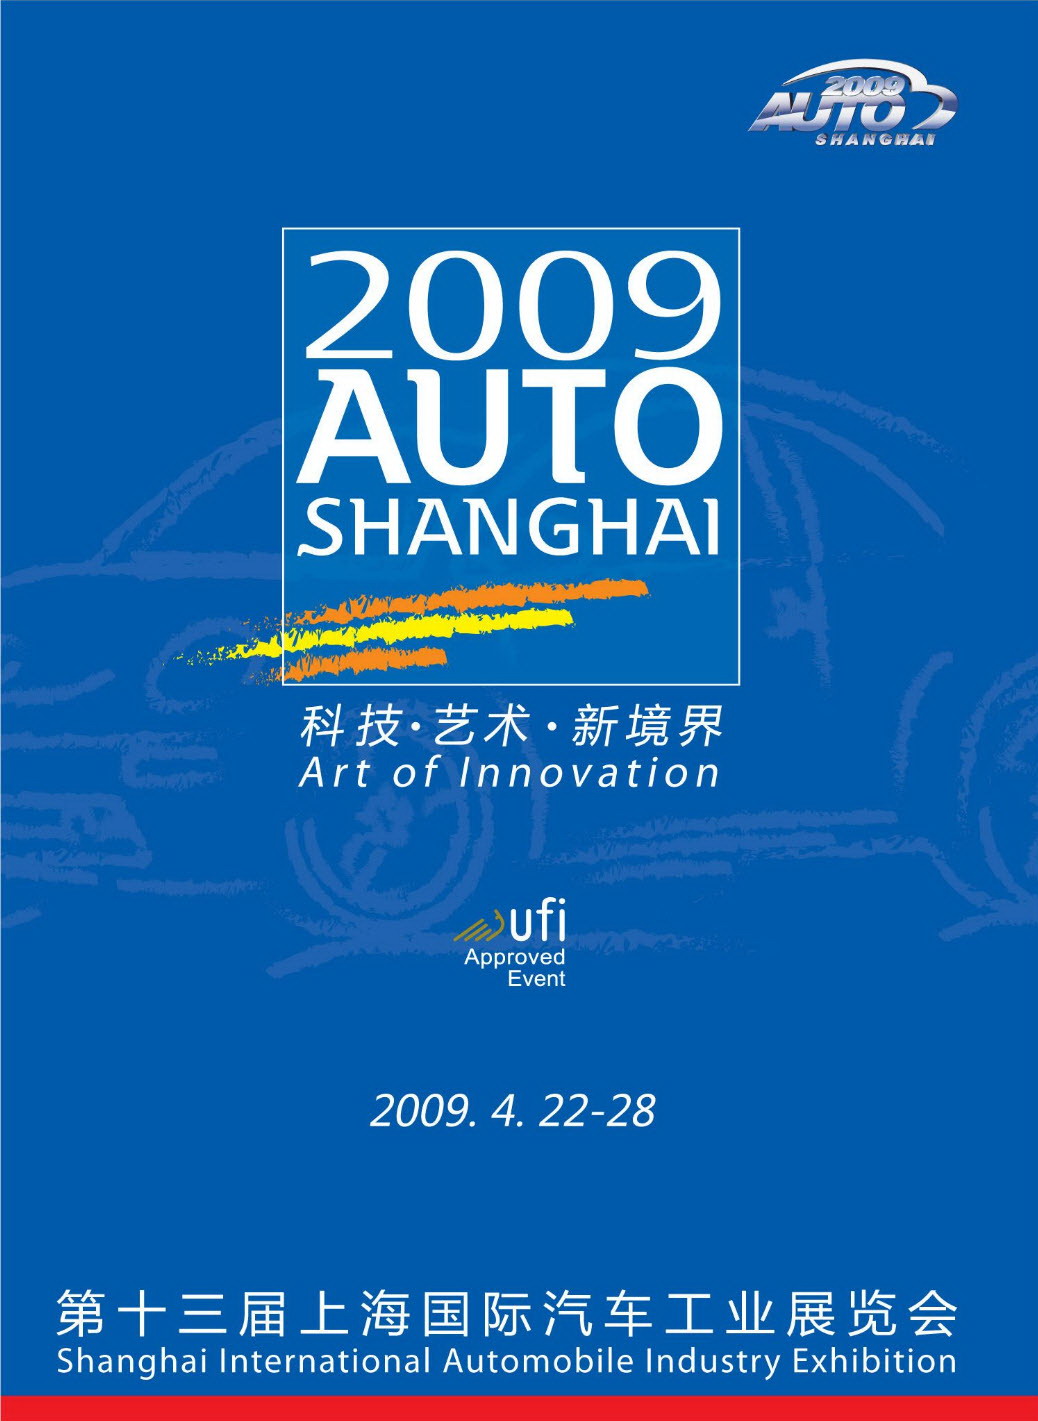 2009
AUTO
SHANGHAI
2009
AUTO
SHANGHAI
科技·艺术·新境界
Art of Innovation
ufi
Approved
Event
2009. 4. 22-28
第十三届上海国际汽车工业展览会
Shanghai International Automobile Industry Exhibition